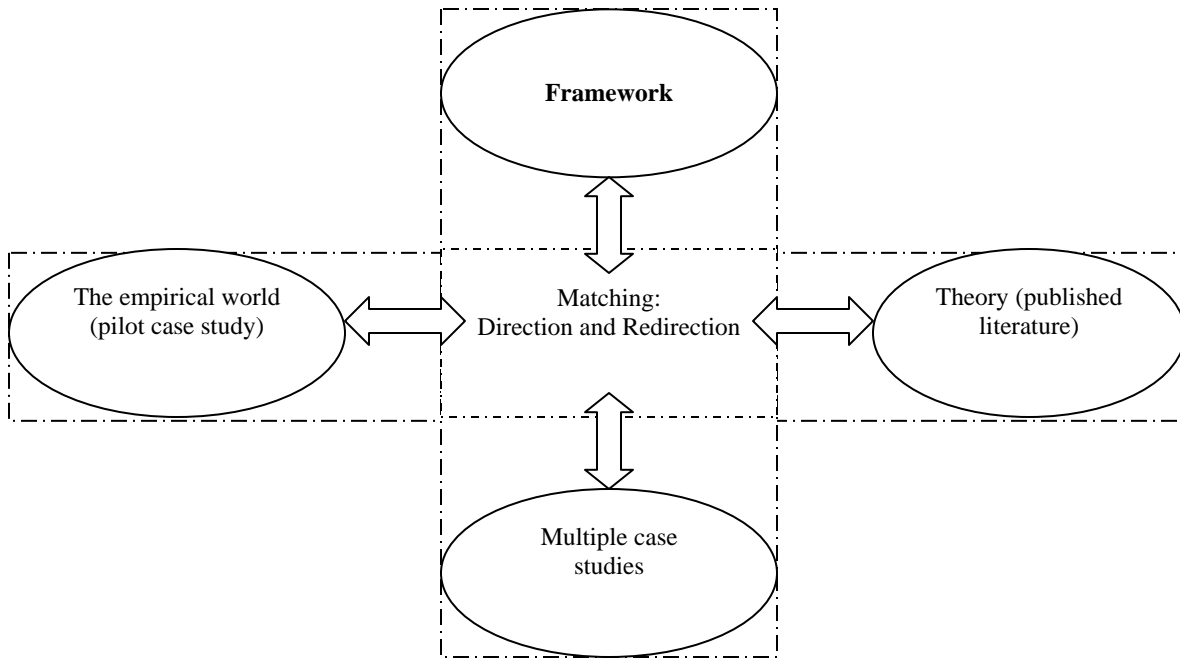 Framework
The empirical world
(pilot case study)
Matching:
Direction and Redirection
Theory (published
literature)
Multiple case
studies